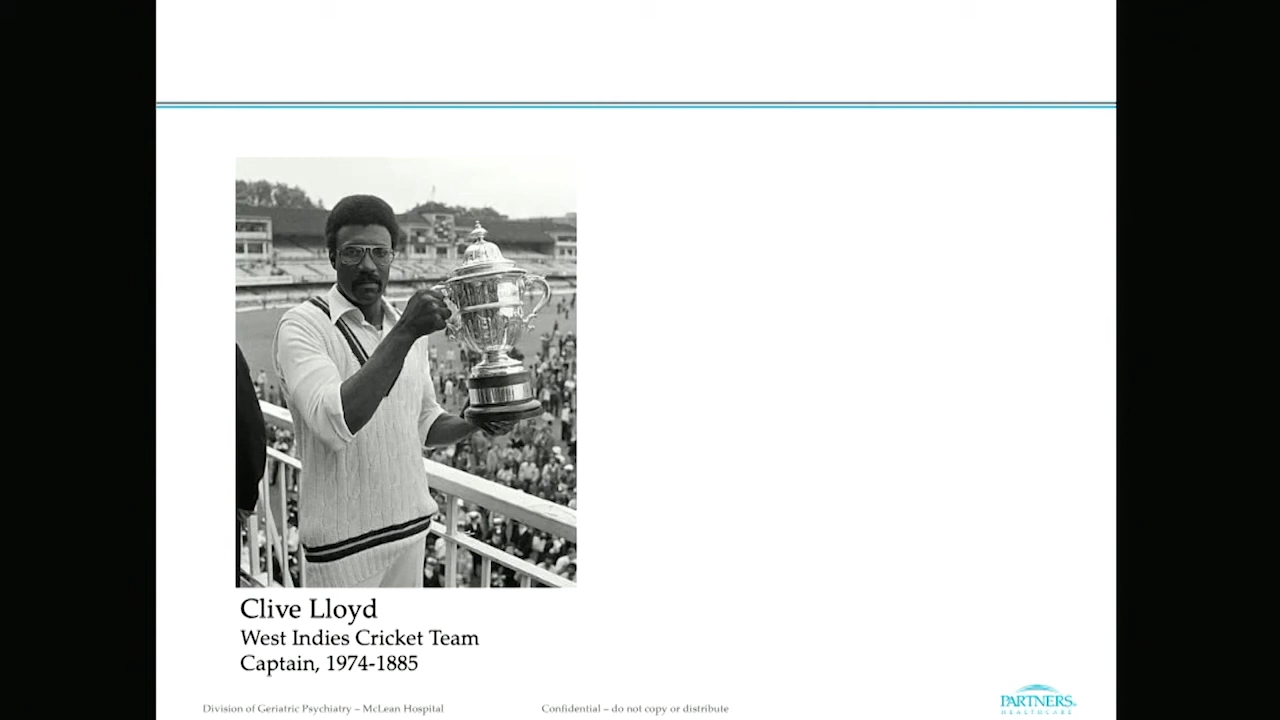 Clive Lloyd
West Indies Cricket Team
Captain, 1974-1885
Division of Geriatric Psychiatry – McLean Hospital
Confidential – do not copy or distribute
PARTNERS
HEALTHCARE